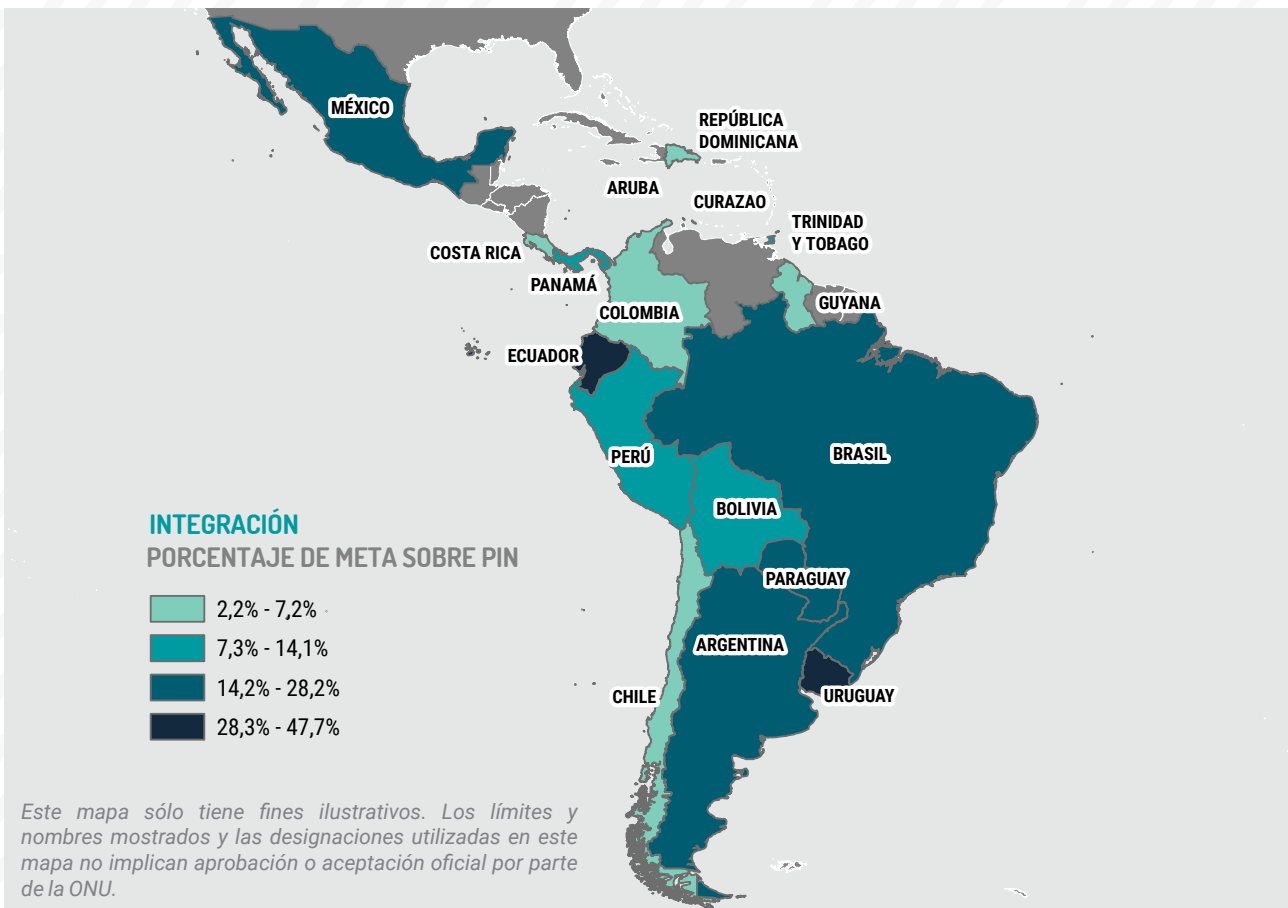 MÉXICO
REPÚBLICA
DOMINICANA
ARUBA
CURAZAO
TRINIDAD
Y TOBAGO
COSTA RICA
PANAMÁ
GUYANA
COLOMBIA
ECUADOR
PERÚ
BRASIL
BOLIVIA
PARAGUAY
ARGENTINA
CHILE
URUGUAY
INTEGRACIÓN
PORCENTAJE DE META SOBRE PIN
2,2% - 7,2%
7,3% - 14,1%
14,2% - 28,2%
28,3% - 47,7%
Este mapa sólo tiene fines ilustrativos. Los límites y
nombres mostrados y las designaciones utilizadas en este
mapa no implican aprobación o aceptación oficial por parte
de la ONU.